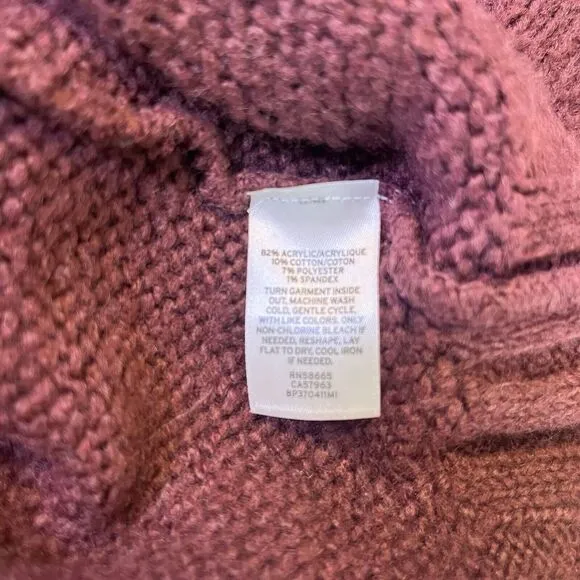 82% ACRYLIC/ACRYLIQUE
10% COTTON/COTON
7% POLYESTER
1% SPANDEX
TURN GARMENT INSIDE
OUT, MACHINE WASH
COLD, GENTLE CYCLE,
WITH LIKE COLORS. ONLY
NON-CHLORINE BLEACH IF
NEEDED, RESHAPE, LAY
FLAT TO DRY, COOL IRON
IF NEEDED.
RN58665
CA57963
BP370411MI